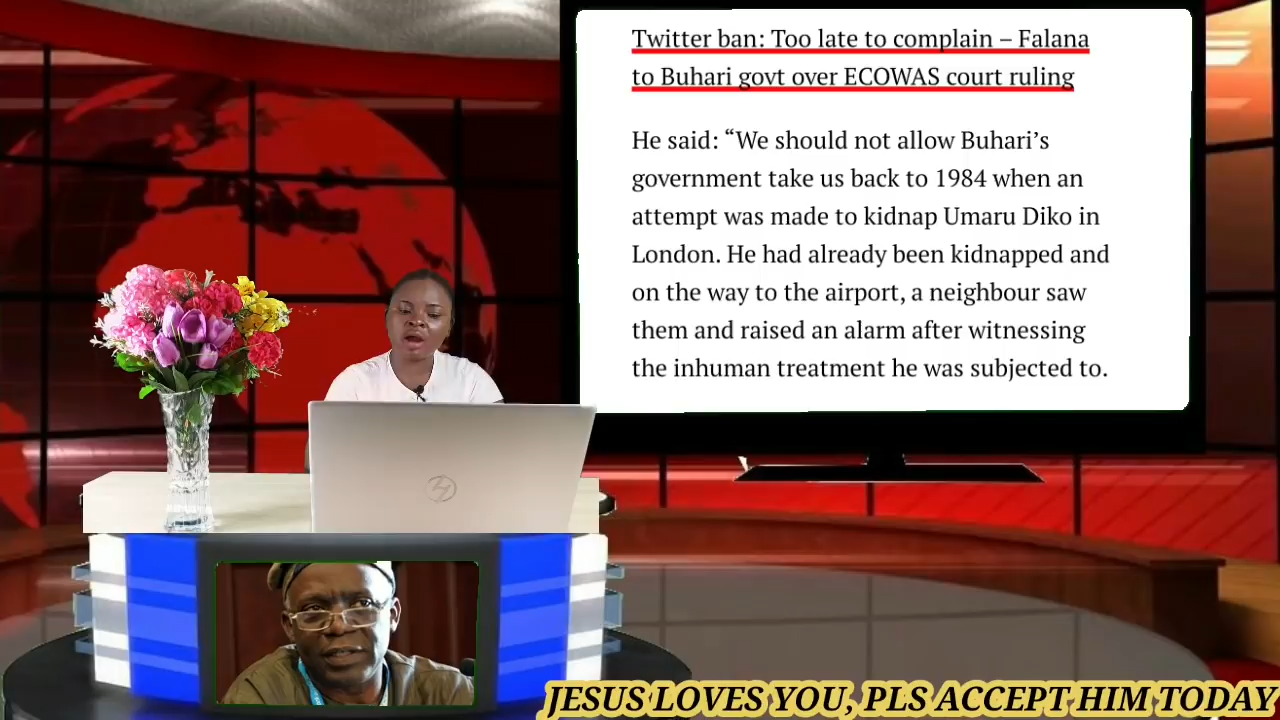 Twitter ban: Too late to complain – Falana
to Buhari govt over ECOWAS court ruling
He said: “We should not allow Buhari’s
government take us back to 1984 when an
attempt was made to kidnap Umaru Diko in
London. He had already been kidnapped and
on the way to the airport, a neighbour saw
them and raised an alarm after witnessing
the inhuman treatment he was subjected to.
JESUS LOVES YOU, PLS ACCEPT HIM TODAY